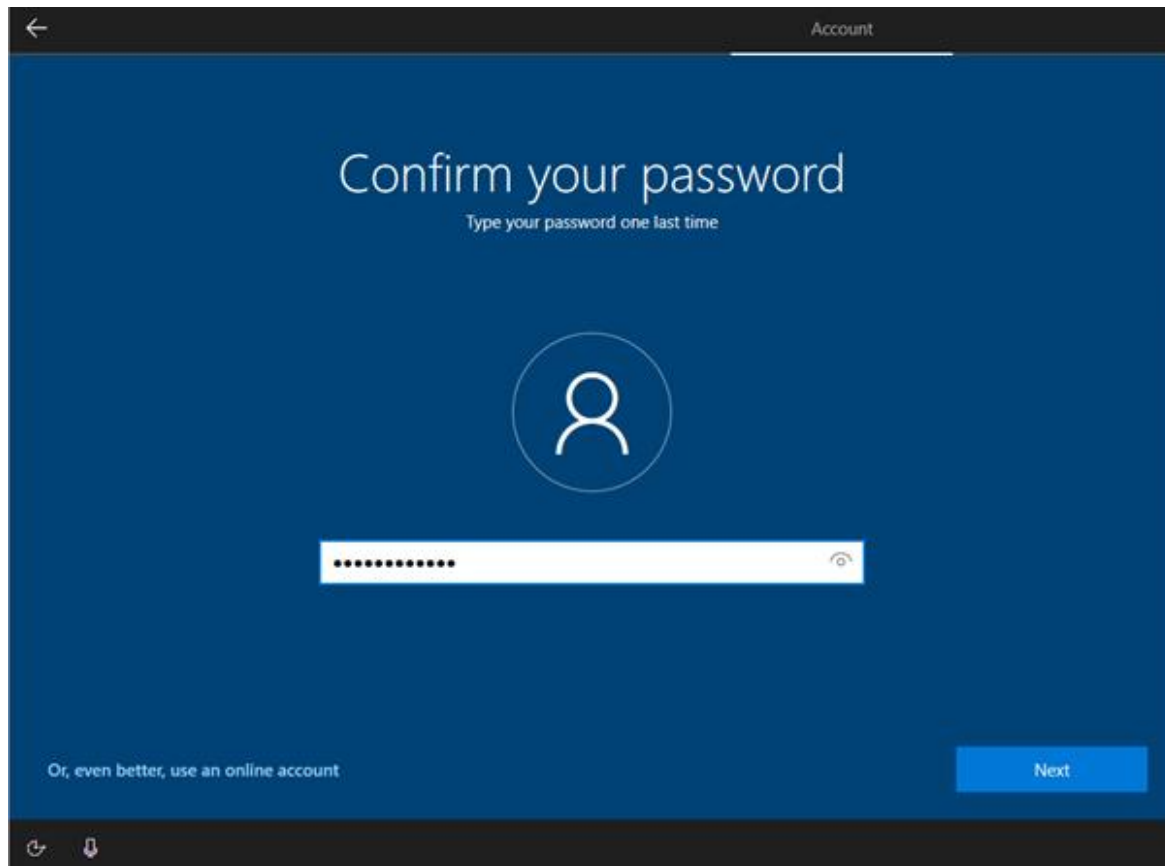 Account
Confirm your password
Type your password one last time
••••••••••••
Or, even better, use an online account
Next